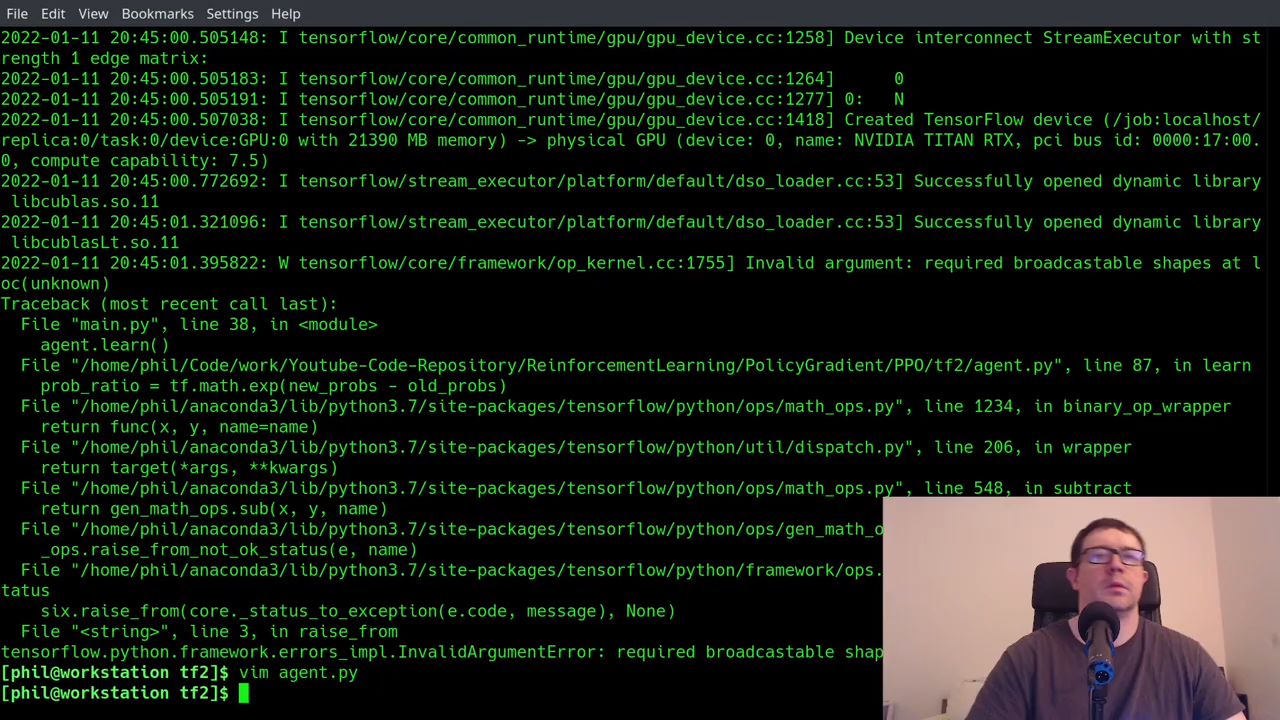 File Edit View Bookmarks Settings Help
2022-01-11 20:45:00.505148: I tensorflow/core/common_runtime/gpu/gpu_device.cc:1258] Device interconnect StreamExecutor with st
rength 1 edge matrix:
2022-01-11 20:45:00.505183: I tensorflow/core/common_runtime/gpu/gpu_device.cc:1264]      0
2022-01-11 20:45:00.505191: I tensorflow/core/common_runtime/gpu/gpu_device.cc:1277] 0:   N
2022-01-11 20:45:00.507038: I tensorflow/core/common_runtime/gpu/gpu_device.cc:1418] Created TensorFlow device (/job:localhost/
replica:0/task:0/device:GPU:0 with 21390 MB memory) -> physical GPU (device: 0, name: NVIDIA TITAN RTX, pci bus id: 0000:17:00.
0, compute capability: 7.5)
2022-01-11 20:45:00.772692: I tensorflow/stream_executor/platform/default/dso_loader.cc:53] Successfully opened dynamic library
 libcublas.so.11
2022-01-11 20:45:01.321096: I tensorflow/stream_executor/platform/default/dso_loader.cc:53] Successfully opened dynamic library
 libcublasLt.so.11
2022-01-11 20:45:01.395822: W tensorflow/core/framework/op_kernel.cc:1755] Invalid argument: required broadcastable shapes at l
oc(unknown)
Traceback (most recent call last):
  File "main.py", line 38, in <module>
    agent.learn()
  File "/home/phil/Code/work/Youtube-Code-Repository/ReinforcementLearning/PolicyGradient/PPO/tf2/agent.py", line 87, in learn
    prob_ratio = tf.math.exp(new_probs - old_probs)
  File "/home/phil/anaconda3/lib/python3.7/site-packages/tensorflow/python/ops/math_ops.py", line 1234, in binary_op_wrapper
    return func(x, y, name=name)
  File "/home/phil/anaconda3/lib/python3.7/site-packages/tensorflow/python/util/dispatch.py", line 206, in wrapper
    return target(*args, **kwargs)
  File "/home/phil/anaconda3/lib/python3.7/site-packages/tensorflow/python/ops/math_ops.py", line 548, in subtract
    return gen_math_ops.sub(x, y, name)
  File "/home/phil/anaconda3/lib/python3.7/site-packages/tensorflow/python/ops/gen_math_o
    _ops.raise_from_not_ok_status(e, name)
  File "/home/phil/anaconda3/lib/python3.7/site-packages/tensorflow/python/framework/ops.
tatus
    six.raise_from(core._status_to_exception(e.code, message), None)
  File "<string>", line 3, in raise_from
tensorflow.python.framework.errors_impl.InvalidArgumentError: required broadcastable shap
[phil@workstation tf2]$ vim agent.py
[phil@workstation tf2]$